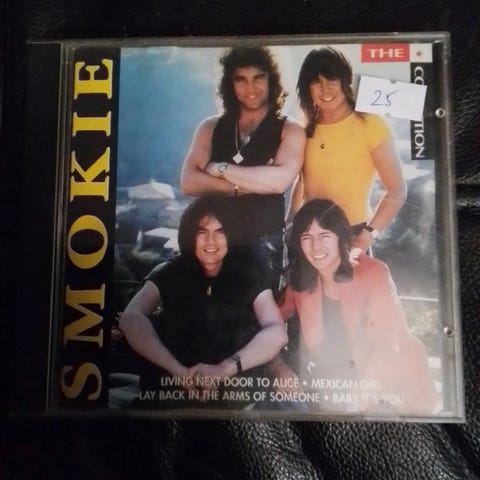 SMOKIE
THE
25
LIVING NEXT DOOR TO ALICE • MEXICAN GIRL
LAY BACK IN THE ARMS OF SOMEONE • BABY IT'S YOU